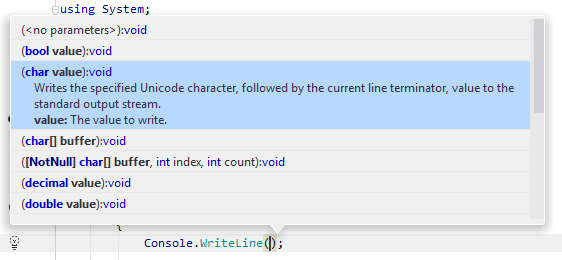 using System;
(<no parameters>):void
(bool value):void
(char value):void
Writes the specified Unicode character, followed by the current line terminator, value to the
standard output stream.
value: The value to write.
(char[] buffer):void
([NotNull] char[] buffer, int index, int count):void
(decimal value):void
(double value):void
{
Console.WriteLine();